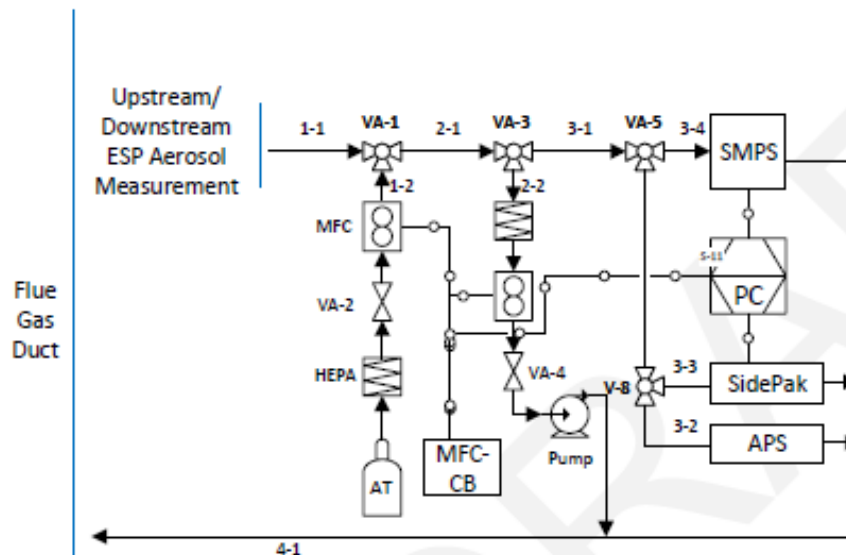 Upstream/
Downstream
ESP Aerosol
Measurement
1-1
VA-1
2-1
VA-3
3-1
VA-5
3-4
SMPS
1-2
2-2
MFC
S-11
PC
VA-2
Flue
Gas
Duct
HEPA
VA-4
V-8
3-3
SidePak
3-2
APS
AT
MFC-
CB
Pump
4-1